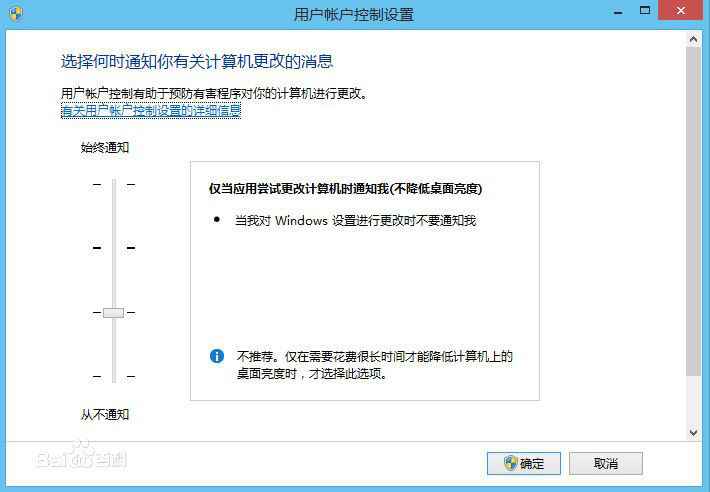 用户帐户控制设置
选择何时通知你有关计算机更改的消息
用户帐户控制有助于预防有害程序对你的计算机进行更改。
有关用户帐户控制设置的详细信息
始终通知
仅当应用尝试更改计算机时通知我(不降低桌面亮度)
当我对 Windows 设置进行更改时不要通知我
不推荐。仅在需要花费很长时间才能降低计算机上的
桌面亮度时，才选择此选项。
从不通知
Bai百科
确定
取消